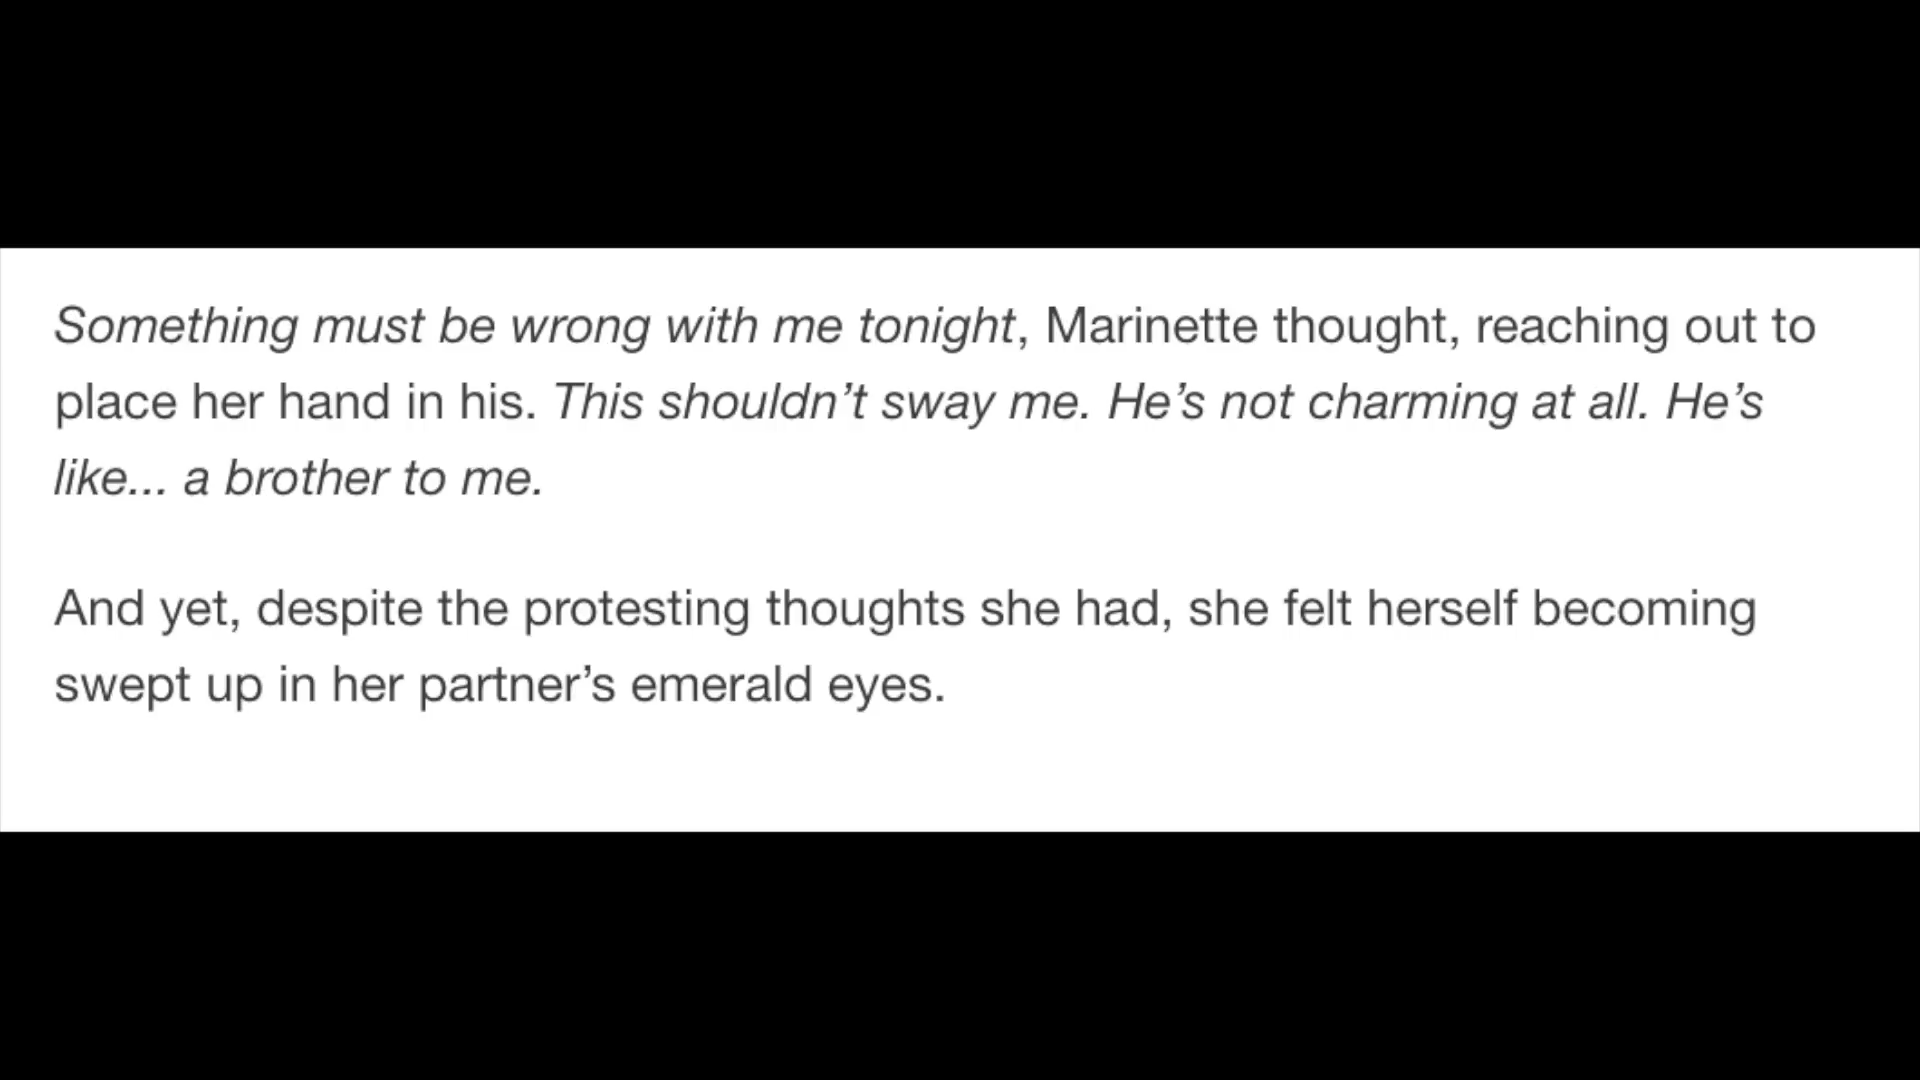 Something must be wrong with me tonight, Marinette thought, reaching out to
place her hand in his. This shouldn’t sway me. He’s not charming at all. He’s
like... a brother to me.
And yet, despite the protesting thoughts she had, she felt herself becoming
swept up in her partner’s emerald eyes.